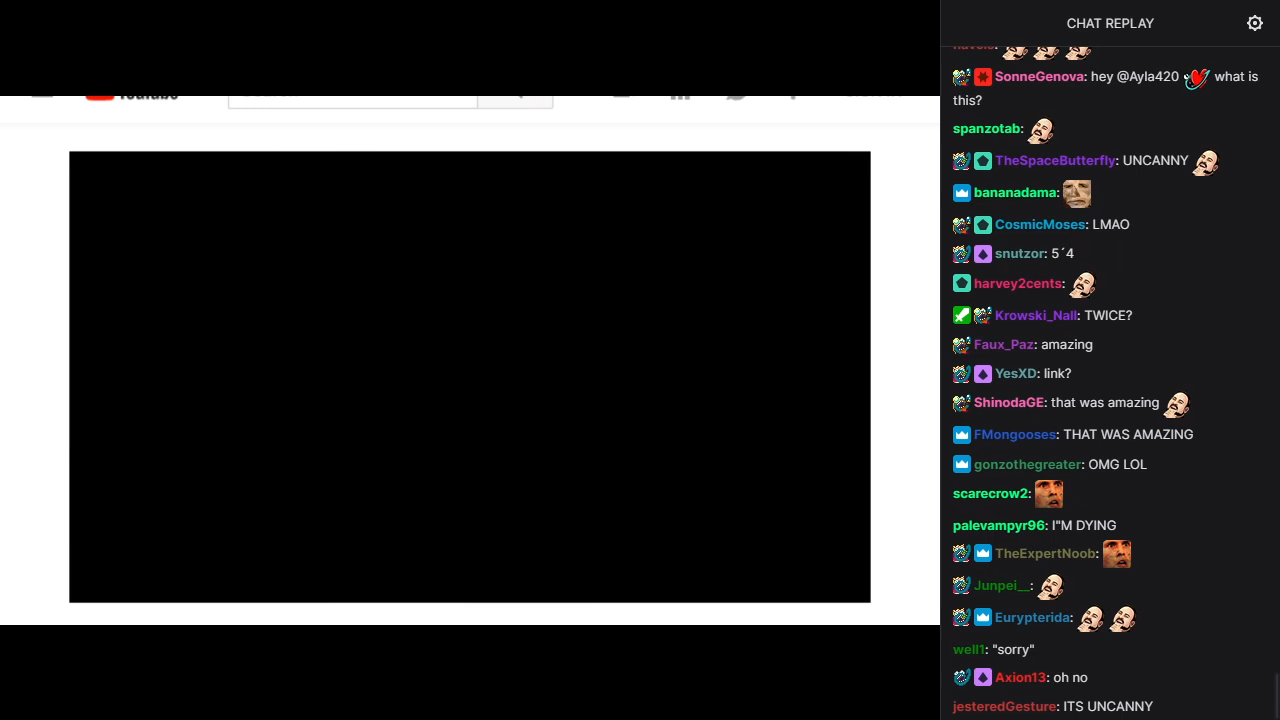 CHAT REPLAY
SonneGenova: hey @Ayla420 what is
this?
spanzotab:
TheSpaceButterfly: UNCANNY
bananadama:
CosmicMoses: LMAO
snutzor: 5´4
harvey2cents:
Krowski_Nall: TWICE?
Faux_Paz: amazing
YesXD: link?
ShinodaGE: that was amazing
FMongooses: THAT WAS AMAZING
gonzothegreater: OMG LOL
scarecrow2:
palevampyr96: I"M DYING
TheExpertNoob:
Junpei__:
Eurypterida:
well1: "sorry"
Axion13: oh no
jesteredGesture: ITS UNCANNY